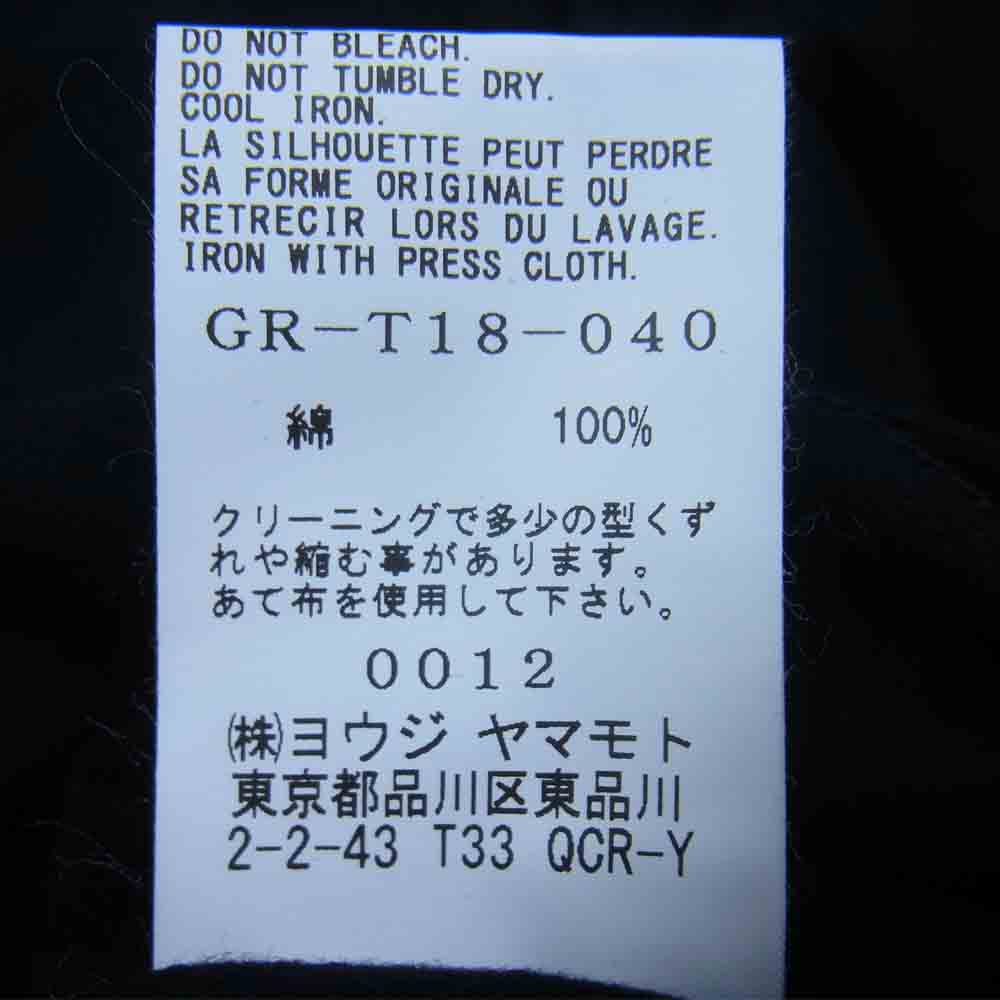 DO NOT BLEACH.
DO NOT TUMBLE DRY.
COOL IRON.
LA SILHOUETTE PEUT PERDRE
SA FORME ORIGINALE OU
RETRECIR LORS DU LAVAGE.
IRON WITH PRESS CLOTH.
GR-T18-040
綿 100%
クリーニングで多少の型くず
れや縮む事があります。
あて布を使用して下さい。
0012
㈱ヨウジ ヤマモト
東京都品川区東品川
2-2-43 T33 QCR-Y